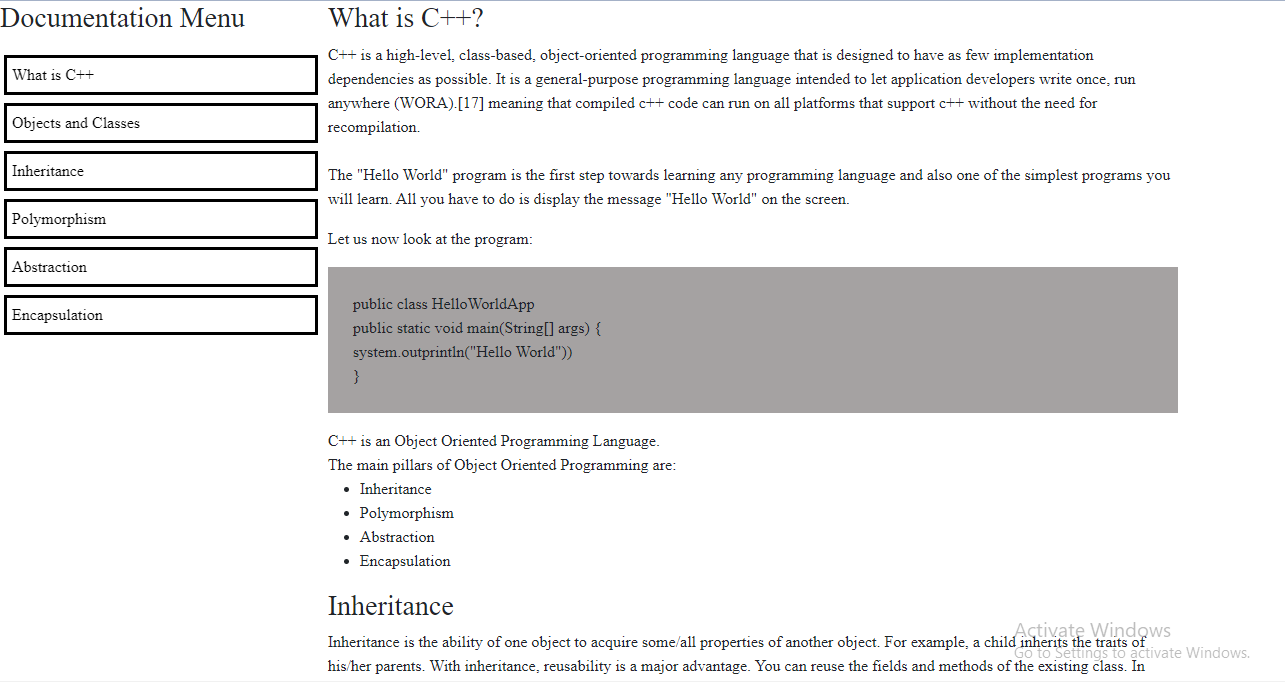 Documentation Menu
What is C++
Objects and Classes
Inheritance
Polymorphism
Abstraction
Encapsulation
What is C++?
C++ is a high-level, class-based, object-oriented programming language that is designed to have as few implementation
dependencies as possible. It is a general-purpose programming language intended to let application developers write once, run
anywhere (WORA).[17] meaning that compiled c++ code can run on all platforms that support c++ without the need for
recompilation.
The "Hello World" program is the first step towards learning any programming language and also one of the simplest programs you
will learn. All you have to do is display the message "Hello World" on the screen.
Let us now look at the program:
public class HelloWorldApp
public static void main(String[] args) {
system.outprintln("Hello World"))
}
C++ is an Object Oriented Programming Language.
The main pillars of Object Oriented Programming are:
• Inheritance
• Polymorphism
• Abstraction
• Encapsulation
Inheritance
Inheritance is the ability of one object to acquire some/all properties of another object. For example, a child inherits the traits of
his/her parents. With inheritance, reusability is a major advantage. You can reuse the fields and methods of the existing class. In
Activate Windows
Go to Settings to activate Windows.